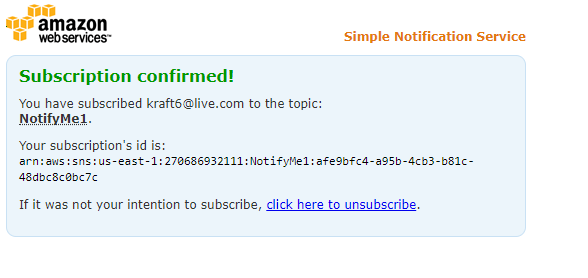 amazon
webservices™
Simple Notification Service
Subscription confirmed!
You have subscribed kraft6@live.com to the topic:
NotifyMe1.
Your subscription's id is:
arn:aws:sns:us-east-1:270686932111:NotifyMe1:afe9bfc4-a95b-4cb3-b81c-
48dbc8c0bc7c
If it was not your intention to subscribe, click here to unsubscribe.